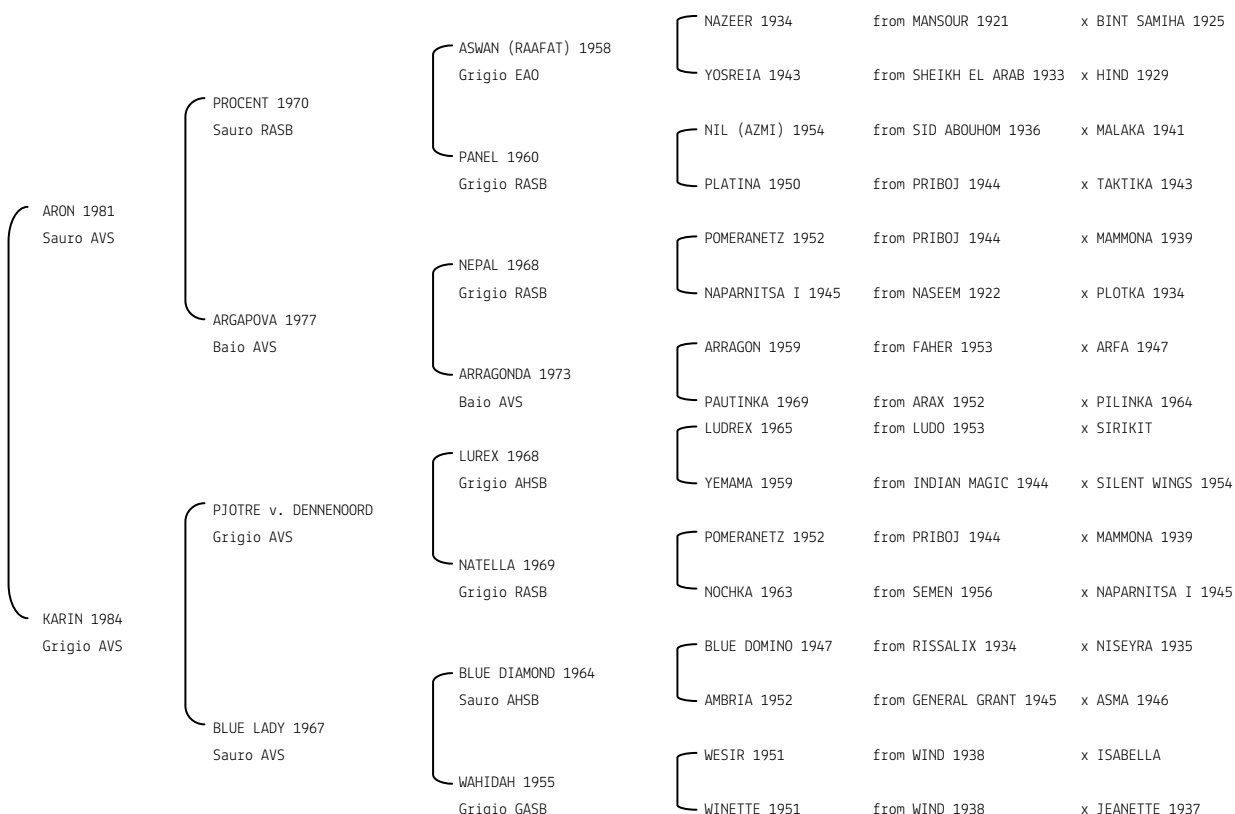 NAZEER 1934 from MANSOUR 1921 x BINT SAMIHA 1925
ASWAN (RAAFAT) 1958
Grigio EAO YOSREIA 1943 from SHEIKH EL ARAB 1933 x HIND 1929
PROCENT 1970
Sauro RASB NIL (AZMI) 1954 from SID ABOUHOM 1936 x MALAKA 1941
PANEL 1960
Grigio RASB PLATINA 1950 from PRIBOJ 1944 x TAKTIKA 1943
ARON 1981
Sauro AVS POMERANETZ 1952 from PRIBOJ 1944 x MAMMONA 1939
NEPAL 1968
Grigio RASB NAPARNITSA I 1945 from NASEEM 1922 x PLOTKA 1934
ARGAPOVA 1977
Baio AVS ARRAGON 1959 from FAHER 1953 x ARFA 1947
ARRAGONDA 1973
Baio AVS PAUTINKA 1969 from ARAX 1952 x PILINKA 1964
LUDREX 1965 from LUDO 1953 x SIRIKIT
LUREX 1968
Grigio AHSB YEMAMA 1959 from INDIAN MAGIC 1944 x SILENT WINGS 1954
PJOTRE v. DENNENOORD
Grigio AVS POMERANETZ 1952 from PRIBOJ 1944 x MAMMONA 1939
NATELLA 1969
Grigio RASB NOCHKA 1963 from SEMEN 1956 x NAPARNITSA I 1945
KARIN 1984
Grigio AVS BLUE DOMINO 1947 from RISSALIX 1934 x NISEYRA 1935
BLUE DIAMOND 1964
Sauro AHSB AMBRIA 1952 from GENERAL GRANT 1945 x ASMA 1946
BLUE LADY 1967
Sauro AVS WESIR 1951 from WIND 1938 x ISABELLA
WAHIDAH 1955
Grigio GASB WINETTE 1951 from WIND 1938 x JEANETTE 1937